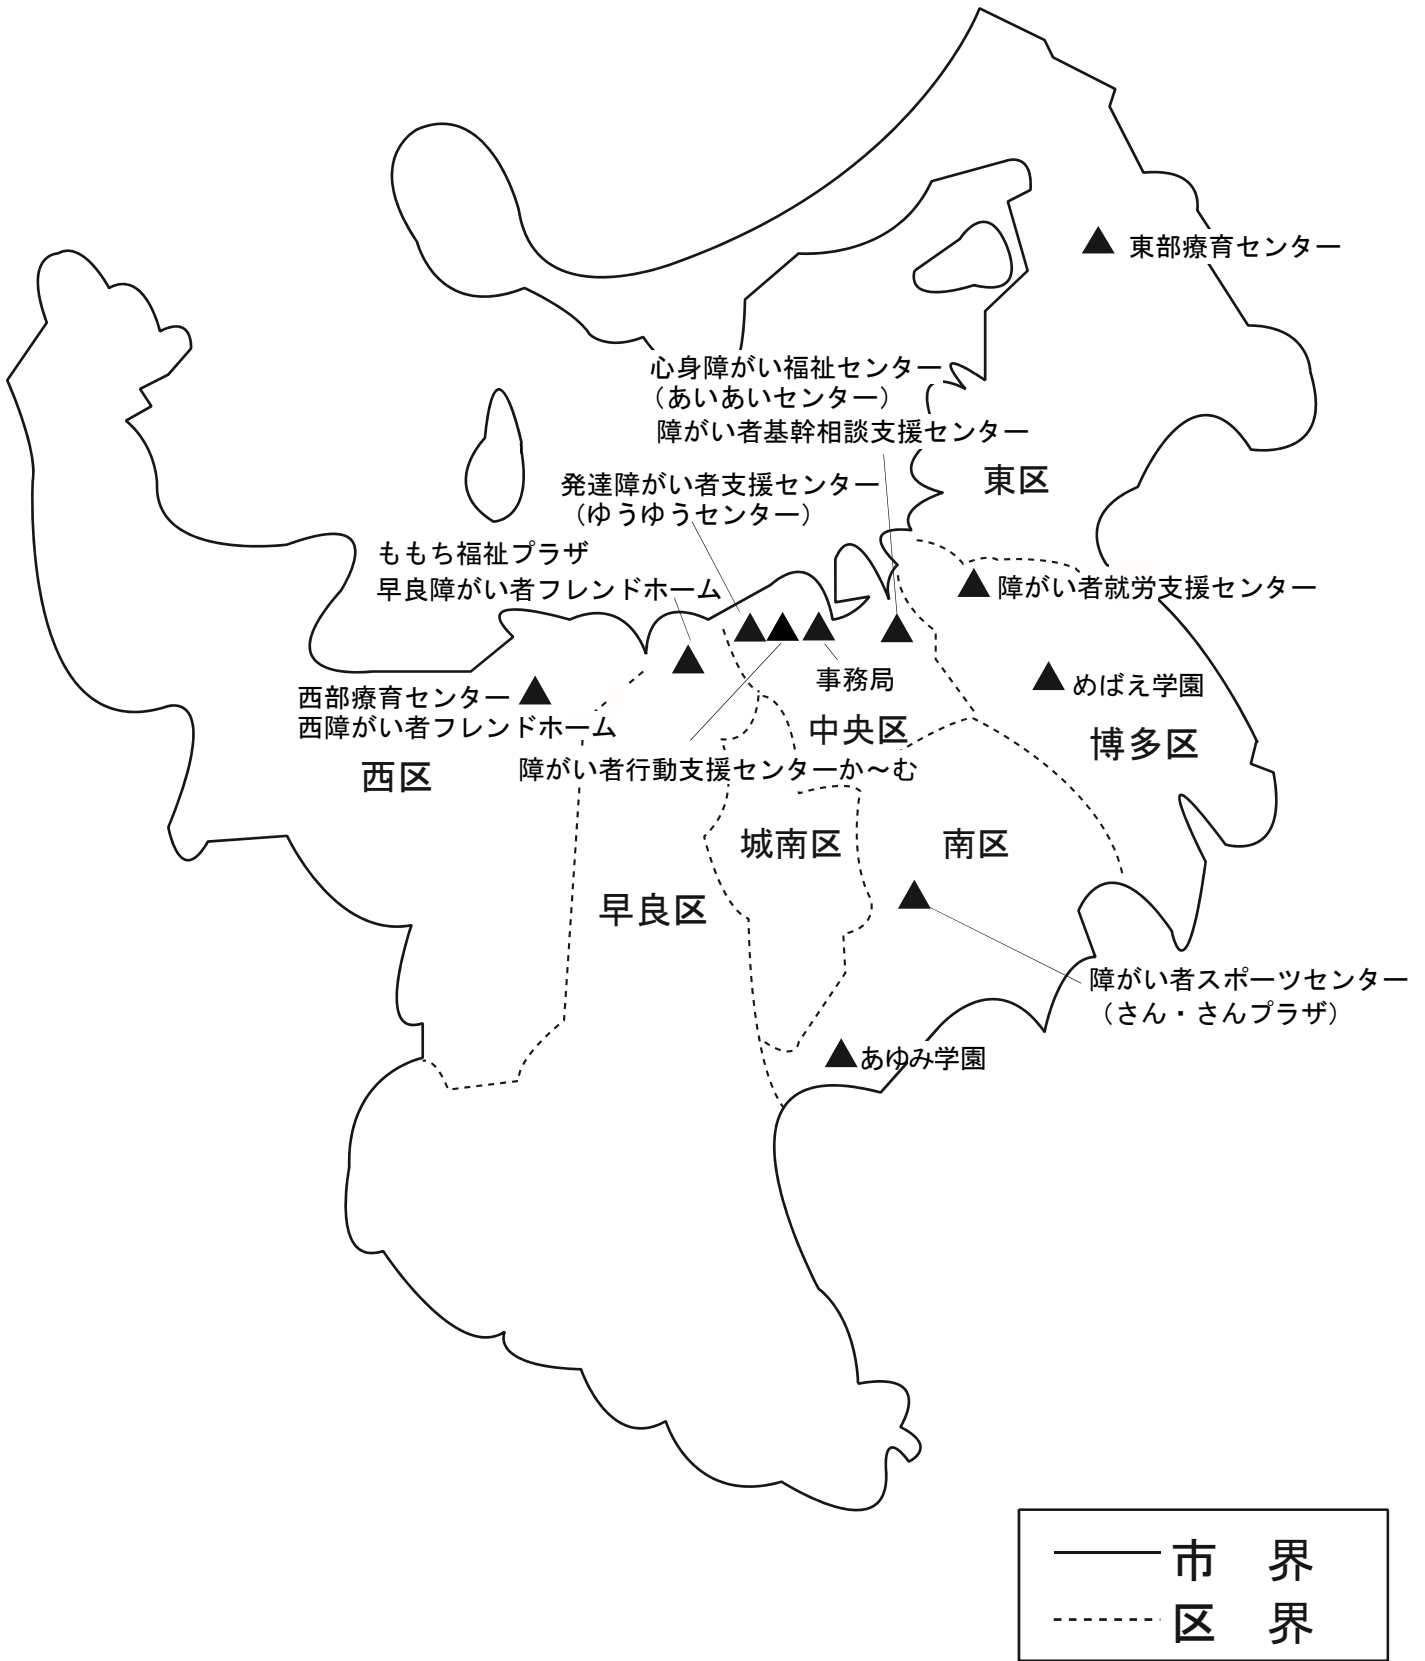 東部療育センター
心身障がい福祉センター
（あいあいセンター）
障がい者基幹相談支援センター
東区
発達障がい者支援センター
（ゆうゆうセンター）
ももち福祉プラザ
早良障がい者フレンドホーム
障がい者就労支援センター
事務局
めばえ学園
西部療育センター
西障がい者フレンドホーム
中央区
博多区
西区
障がい者行動支援センターか～む
城南区
南区
早良区
障がい者スポーツセンター
（さん・さんプラザ）
あゆみ学園
市　界
区　界